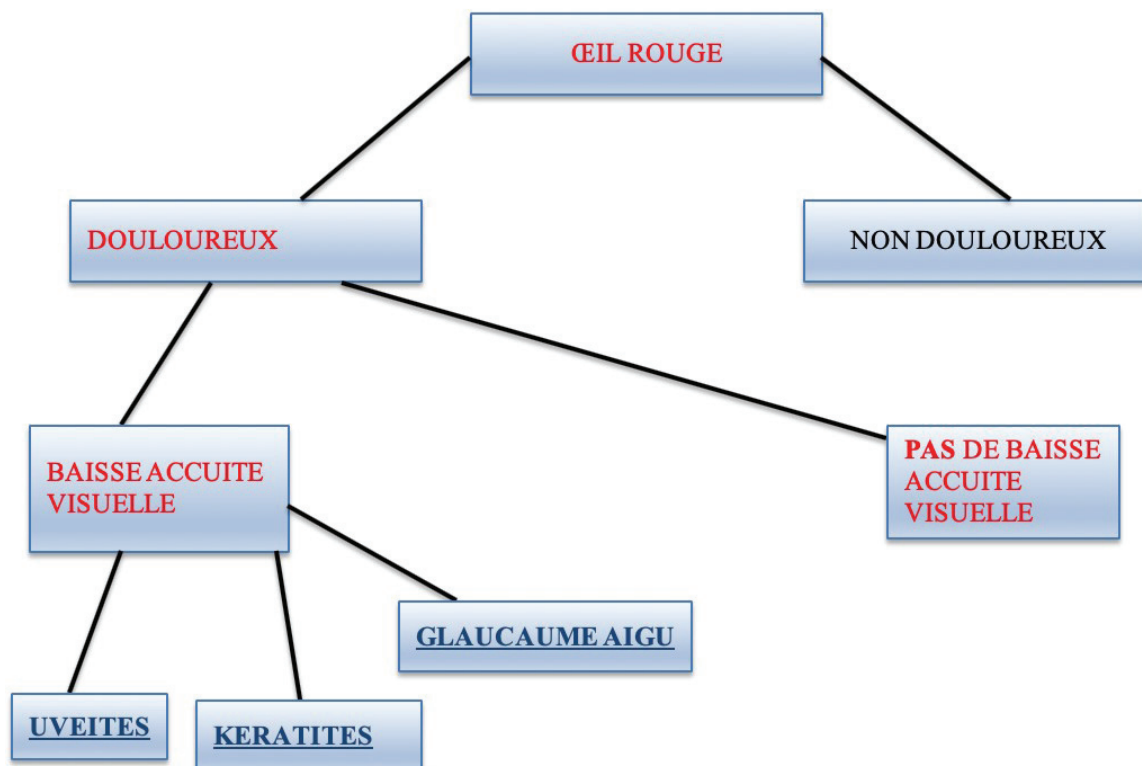 ŒIL ROUGE
DOULOUREUX
NON DOULOUREUX
BAISSE ACCUITE
VISUELLE
PAS DE BAISSE
ACCUITE
VISUELLE
GLAUCAUME AIGU
UVEITES
KERATITES